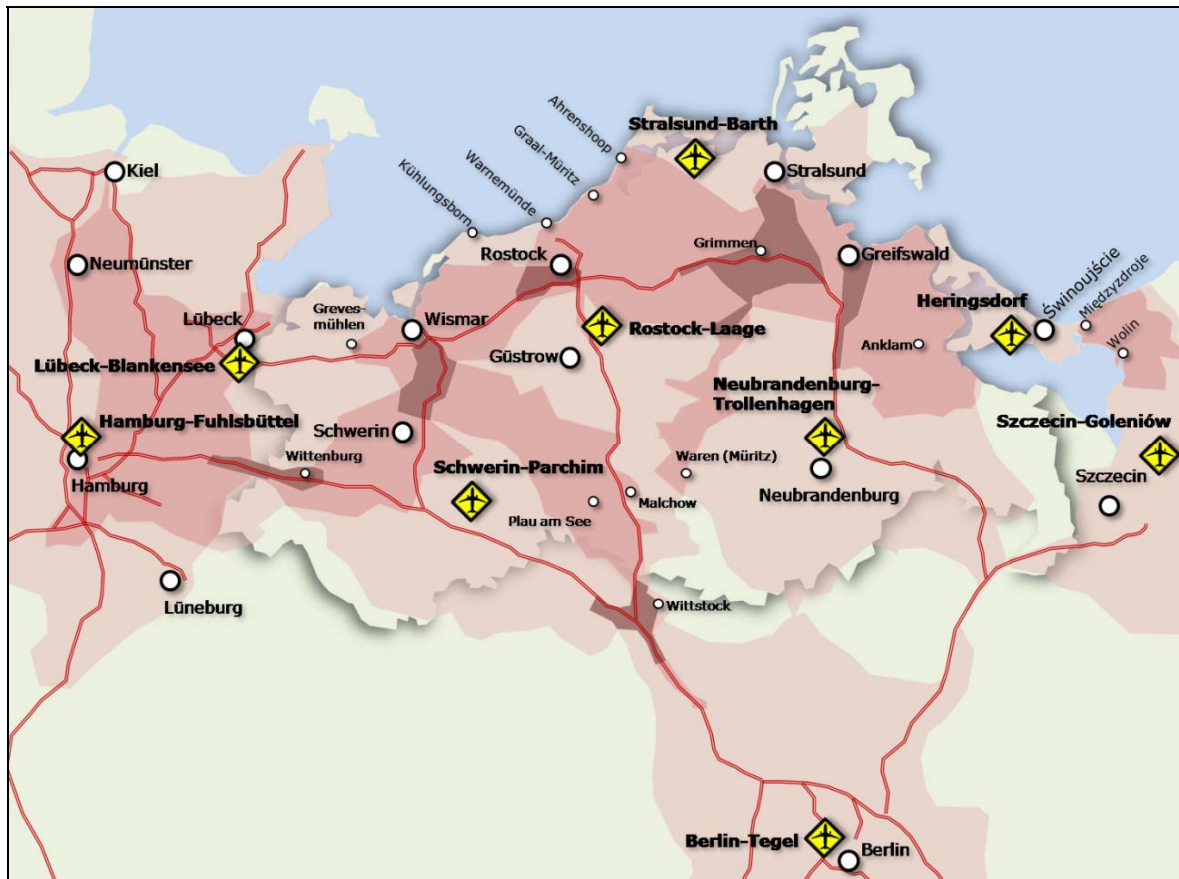 Ahrenshoop
Stralsund-Barth
Graal-Müritz
Kiel
Warnemünde
Stralsund
Kühlungsborn
Neumünster
Rostock
Grimmen
Greifswald
Świnoujście
Międzyzdroje
Heringsdorf
Lübeck
Greves-
mühlen
Wismar
Rostock-Laage
Anklam
Wolin
Güstrow
Lübeck-Blankensee
Neubrandenburg-
Trollenhagen
Hamburg-Fuhlsbüttel
Szczecin-Goleniów
Schwerin
Wittenburg
Schwerin-Parchim
Waren (Müritz)
Hamburg
Neubrandenburg
Szczecin
Malchow
Plau am See
Lüneburg
Wittstock
Berlin-Tegel
Berlin